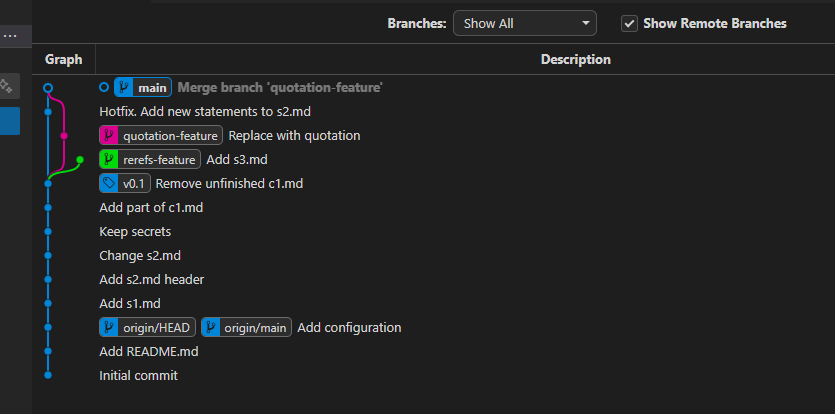 Branches: Show All Show Remote Branches
Graph Description
main Merge branch 'quotation-feature'
Hotfix. Add new statements to s2.md
quotation-feature Replace with quotation
rerefs-feature Add s3.md
v0.1 Remove unfinished c1.md
Add part of c1.md
Keep secrets
Change s2.md
Add s2.md header
Add s1.md
origin/HEAD origin/main Add configuration
Add README.md
Initial commit